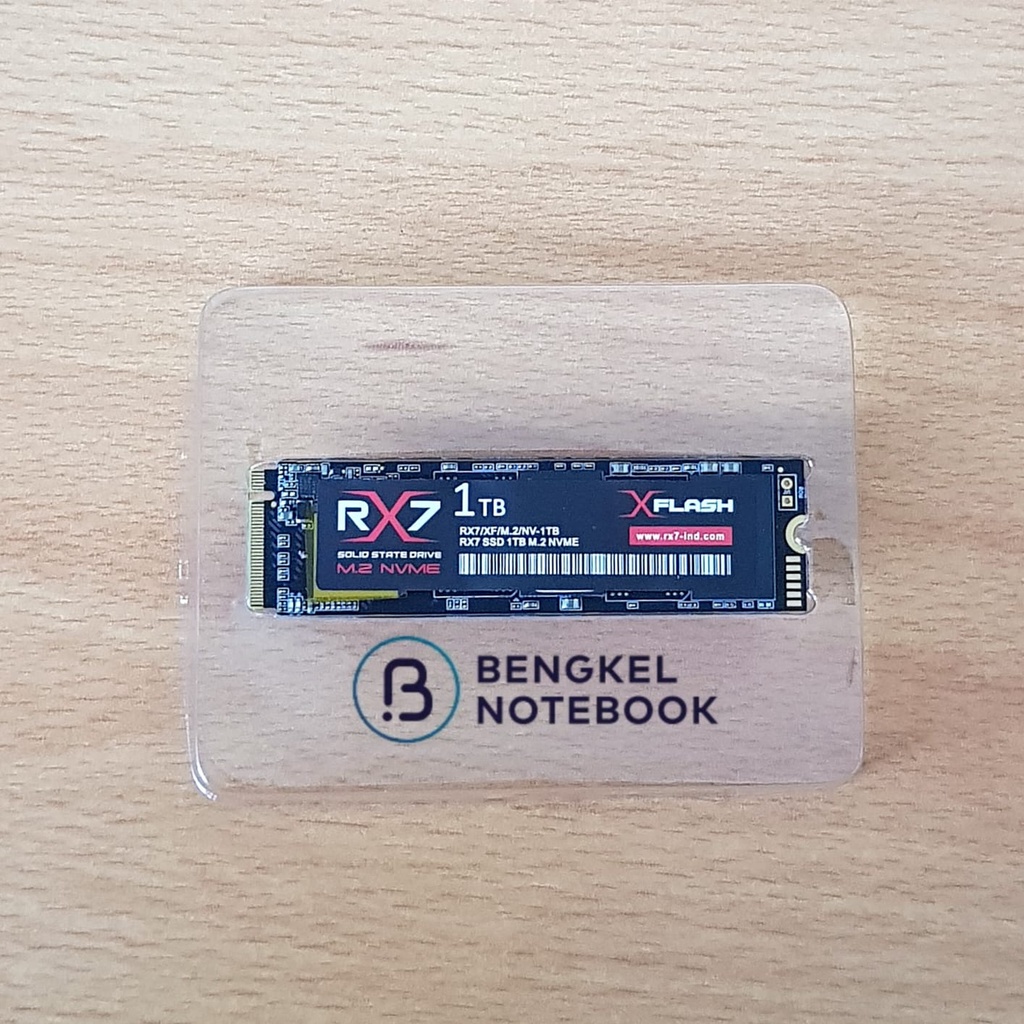 RX7
SOLID STATE DRIVE
M.2 NVME
1TB
RX7/XF/M.2/NV-1TB
RX7 SSD 1TB M.2 NVME
XFLASH
www.rx7-ind.com
BENGKEL
NOTEBOOK